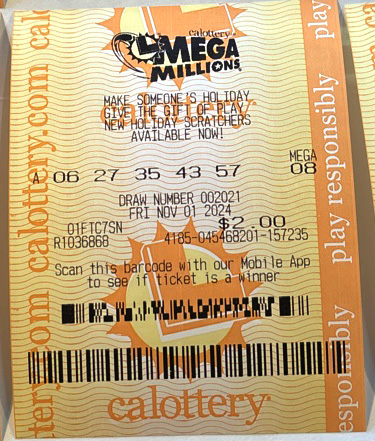 calottery
MEGA
MILLIONS
MAKE SOMEONE'S HOLIDAY
GIVE THE GIFT OF PLAY
NEW HOLIDAY SCRATCHERS
AVAILABLE NOW!
MEGA
A 06 27 35 43 57 08
DRAW NUMBER 002021
FRI NOV 01 2024
01FTC7SN $2.00
R1036868 4185-045468201-157235
Scan this barcode with our Mobile App
to see if ticket is a winner
calottery
calottery.com
play responsibly